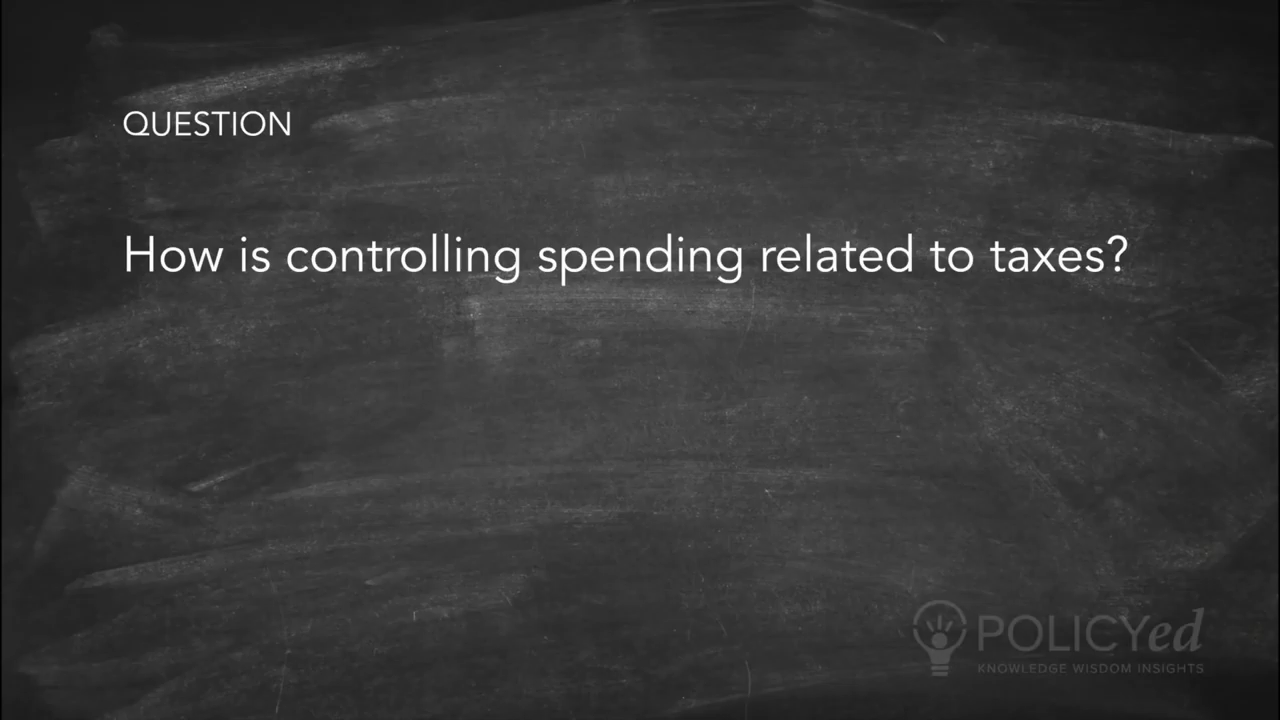 QUESTION
How is controlling spending related to taxes?
POLICYed
KNOWLEDGE WISDOM INSIGHTS